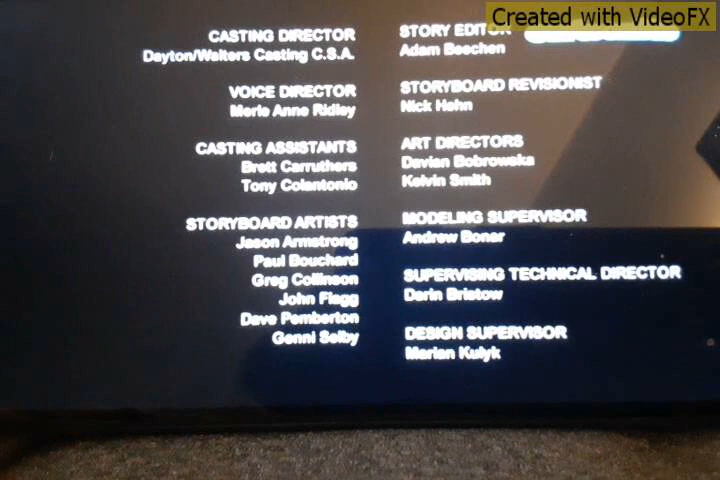 Created with VideoFX
CASTING DIRECTOR
Dayton/Walters Casting C.S.A.
VOICE DIRECTOR
Merle Anne Ridley
CASTING ASSISTANTS
Brett Carruthers
Tony Colantonio
STORYBOARD ARTISTS
Jason Armstrong
Paul Bouchard
Greg Collinson
John Flagg
Dave Pemberton
Genni Selby
STORY EDITOR
Adam Beechen
STORYBOARD REVISIONIST
Nick Hehn
ART DIRECTORS
Davian Bobrowska
Kelvin Smith
MODELING SUPERVISOR
Andrew Bonar
SUPERVISING TECHNICAL DIRECTOR
Darin Bristow
DESIGN SUPERVISOR
Marian Kulyk